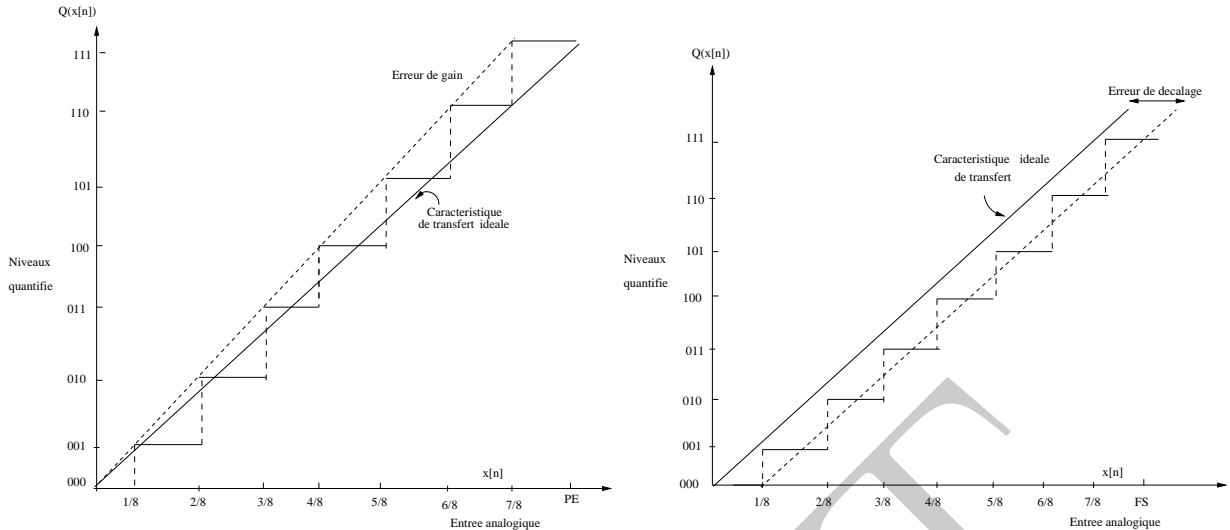 Q(x[n])
111
110
101
100
Niveaux
quantifie
011
010
001
000
Erreur de gain
Caracteristique
de transfert ideale
x[n]
1/8 2/8 3/8 4/8 5/8 6/8 7/8 PE
Entree analogique
Q(x[n])
111
110
101
Niveaux
quantifie
100
011
010
001
000
Erreur de decalage
Caracteristique ideale
de transfert
x[n]
1/8 2/8 3/8 4/8 5/8 6/8 7/8 FS
Entree analogique
T